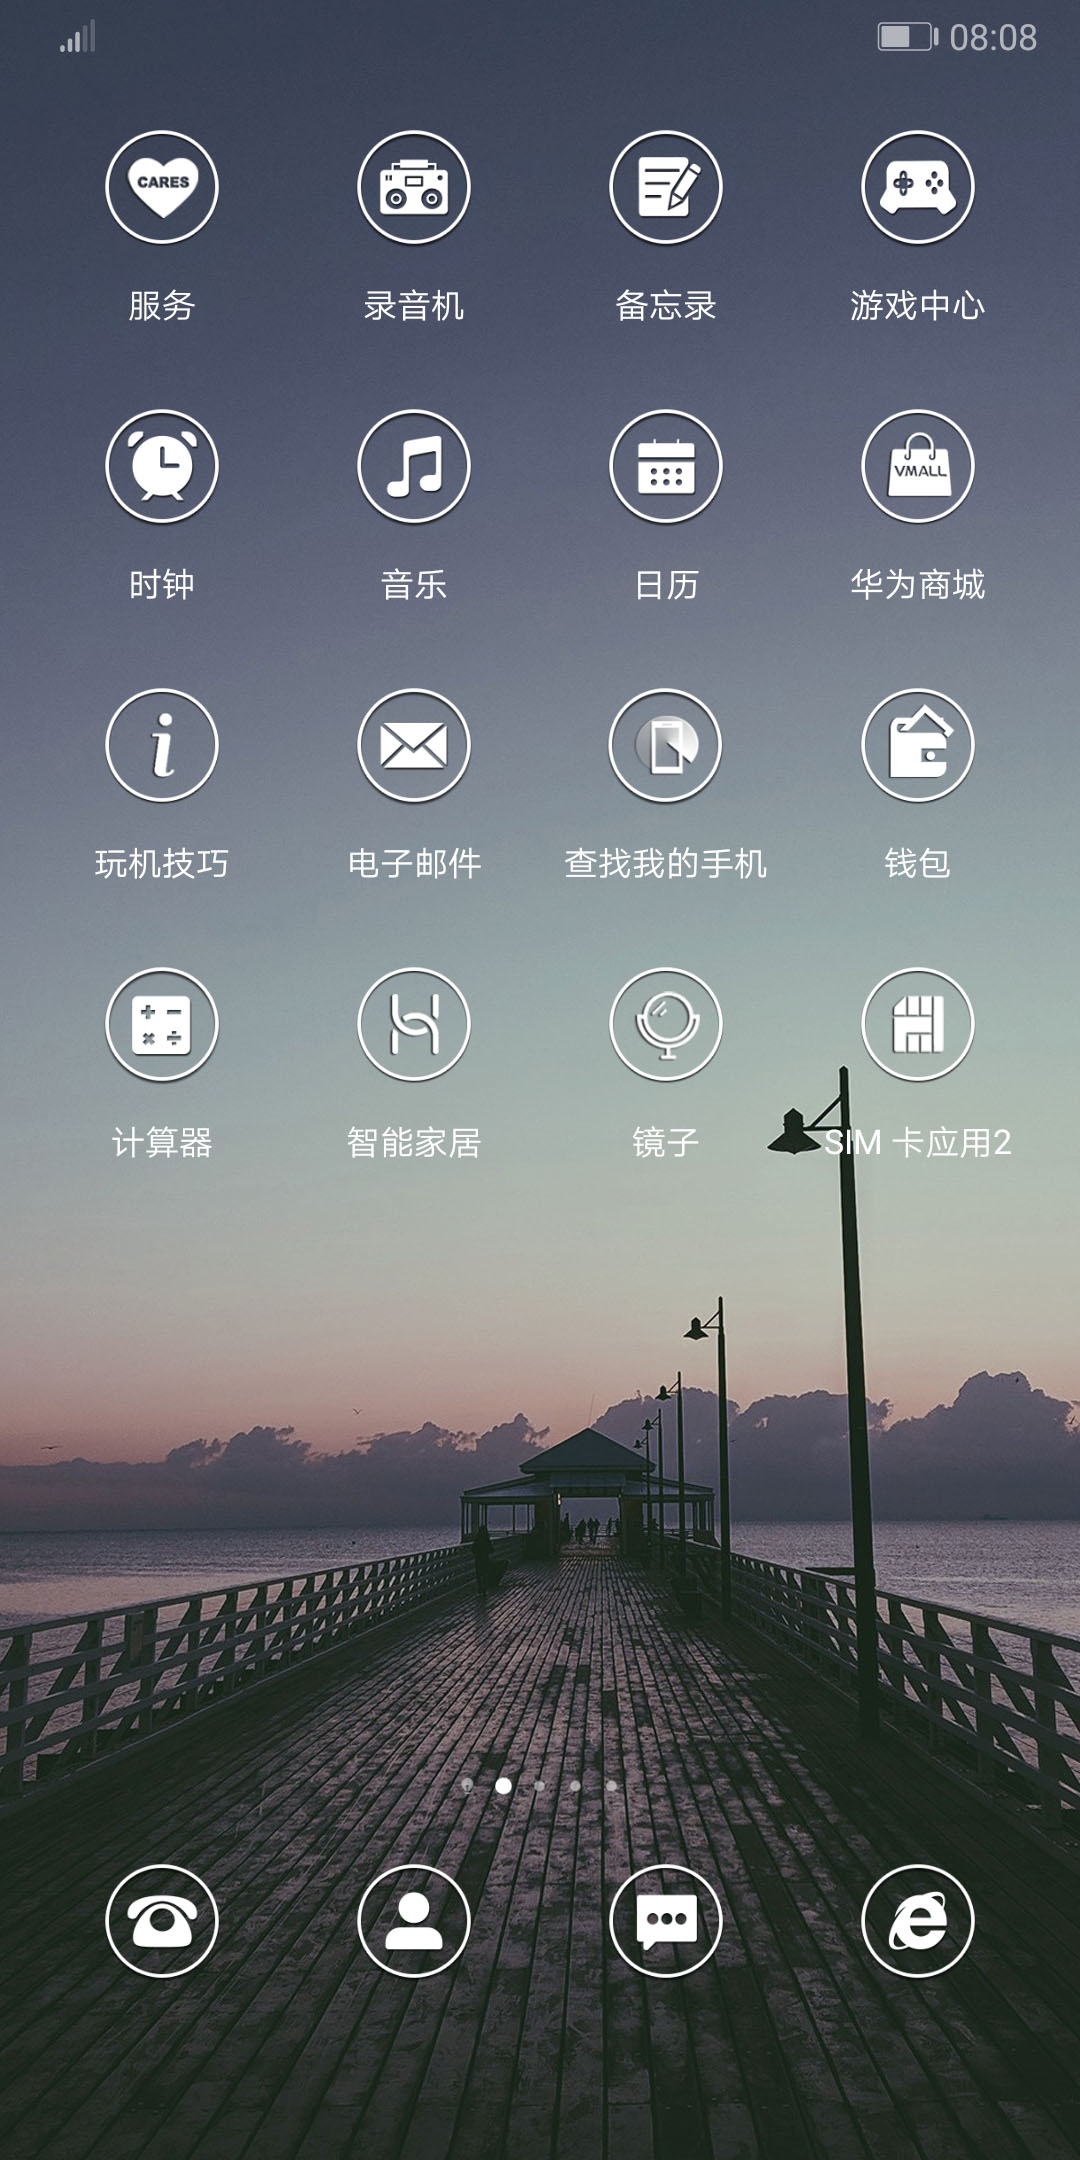 08:08
CARES
服务
录音机
备忘录
游戏中心
VMALL
时钟
音乐
日历
华为商城
玩机技巧
电子邮件
查找我的手机
钱包
计算器
智能家居
镜子
SIM 卡应用2